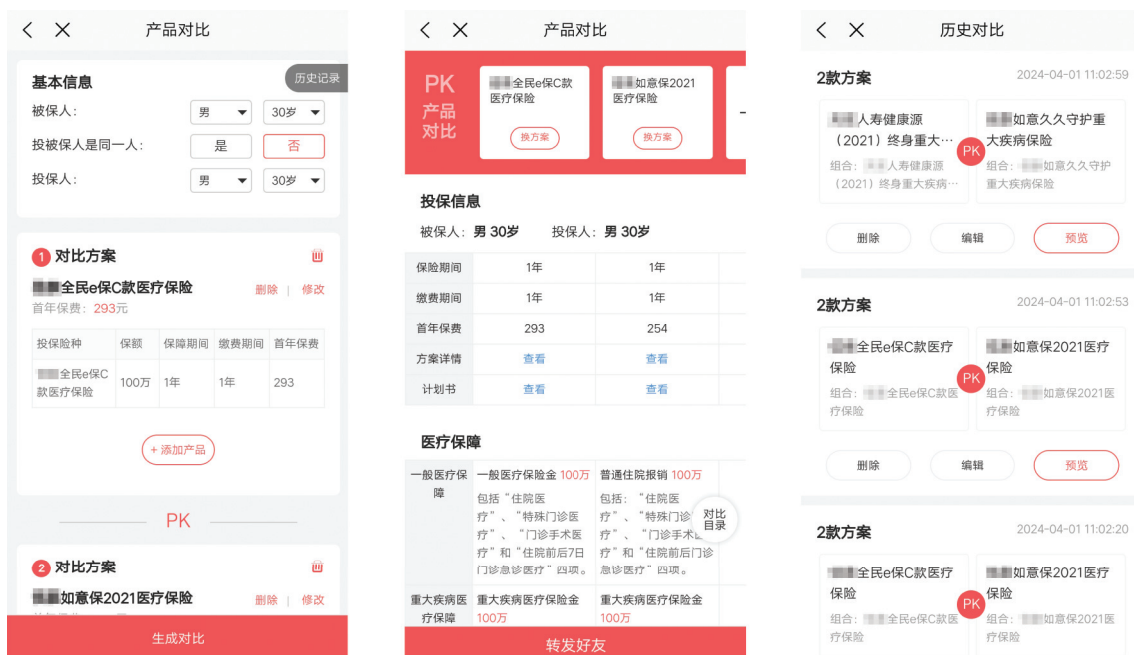 产品对比
基本信息
历史记录
被保人：
男
30岁
投被保人是同一人：
是
否
投保人：
男
30岁
1 对比方案
全民e保C款医疗保险
删除 | 修改
首年保费：293元
投保险种 保额 保障期间 缴费期间 首年保费
全民e保C
款医疗保险
100万 1年 1年 293
+ 添加产品
PK
2 对比方案
如意保2021医疗保险
删除 | 修改
生成对比
产品对比
PK
产品
对比
全民e保C款
医疗保险
换方案
如意保2021
医疗保险
换方案
投保信息
被保人：男 30岁 投保人：男 30岁
保险期间 1年 1年
缴费期间 1年 1年
首年保费 293 254
方案详情 查看 查看
计划书 查看 查看
医疗保障
一般医疗保
障
一般医疗保险金 100万
包括“住院医
疗”、“特殊门诊医
疗”、“门诊手术医
疗”和“住院前后7日
门诊急诊医疗”四项。
普通住院报销 100万
包括：“住院医
疗”、“特殊门诊
疗”、“门诊手术
疗”和“住院前后门诊
急诊医疗”四项。
对比
目录
重大疾病医
疗保障
重大疾病医疗保险金
100万
重大疾病医疗保险金
100万
转发好友
历史对比
2款方案
2024-04-01 11:02:59
人寿健康源
（2021）终身重大…
组合： 人寿健康源
（2021）终身重大疾病…
PK
如意久久守护重
大疾病保险
组合： 如意久久守护
重大疾病保险
删除
编辑
预览
2款方案
2024-04-01 11:02:53
全民e保C款医疗
保险
组合： 全民e保C款医
疗保险
PK
如意保2021医疗
保险
组合： 如意保2021医
疗保险
删除
编辑
预览
2款方案
2024-04-01 11:02:20
全民e保C款医疗
保险
组合： 全民e保C款医
疗保险
PK
如意保2021医疗
保险
组合： 如意保2021医
疗保险